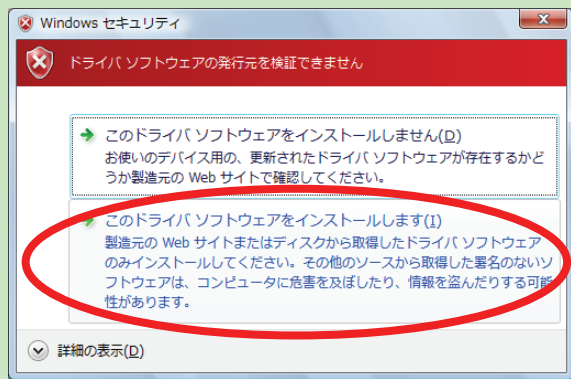 Windows セキュリティ
ドライバ ソフトウェアの発行元を検証できません
このドライバ ソフトウェアをインストールしません(D)
お使いのデバイス用の、更新されたドライバ ソフトウェアが存在するかど
うか製造元の Web サイトで確認してください。
このドライバ ソフトウェアをインストールします(I)
製造元の Web サイトまたはディスクから取得したドライバ ソフトウェア
のみインストールしてください。その他のソースから取得した署名のないソ
フトウェアは、コンピュータに危害を及ぼしたり、情報を盗んだりする可能
性があります。
詳細の表示(D)